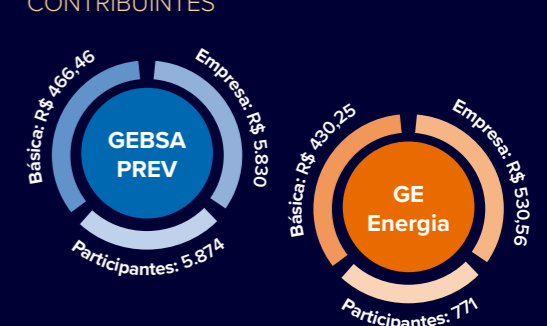 CONTRIBUINTES
Básica: R$ 466,46
Empresa: R$ 5.830
GEBSA
PREV
Participantes: 5.874
Básica: R$ 430,25
Empresa: R$ 530,56
GE
Energia
Participantes: 771